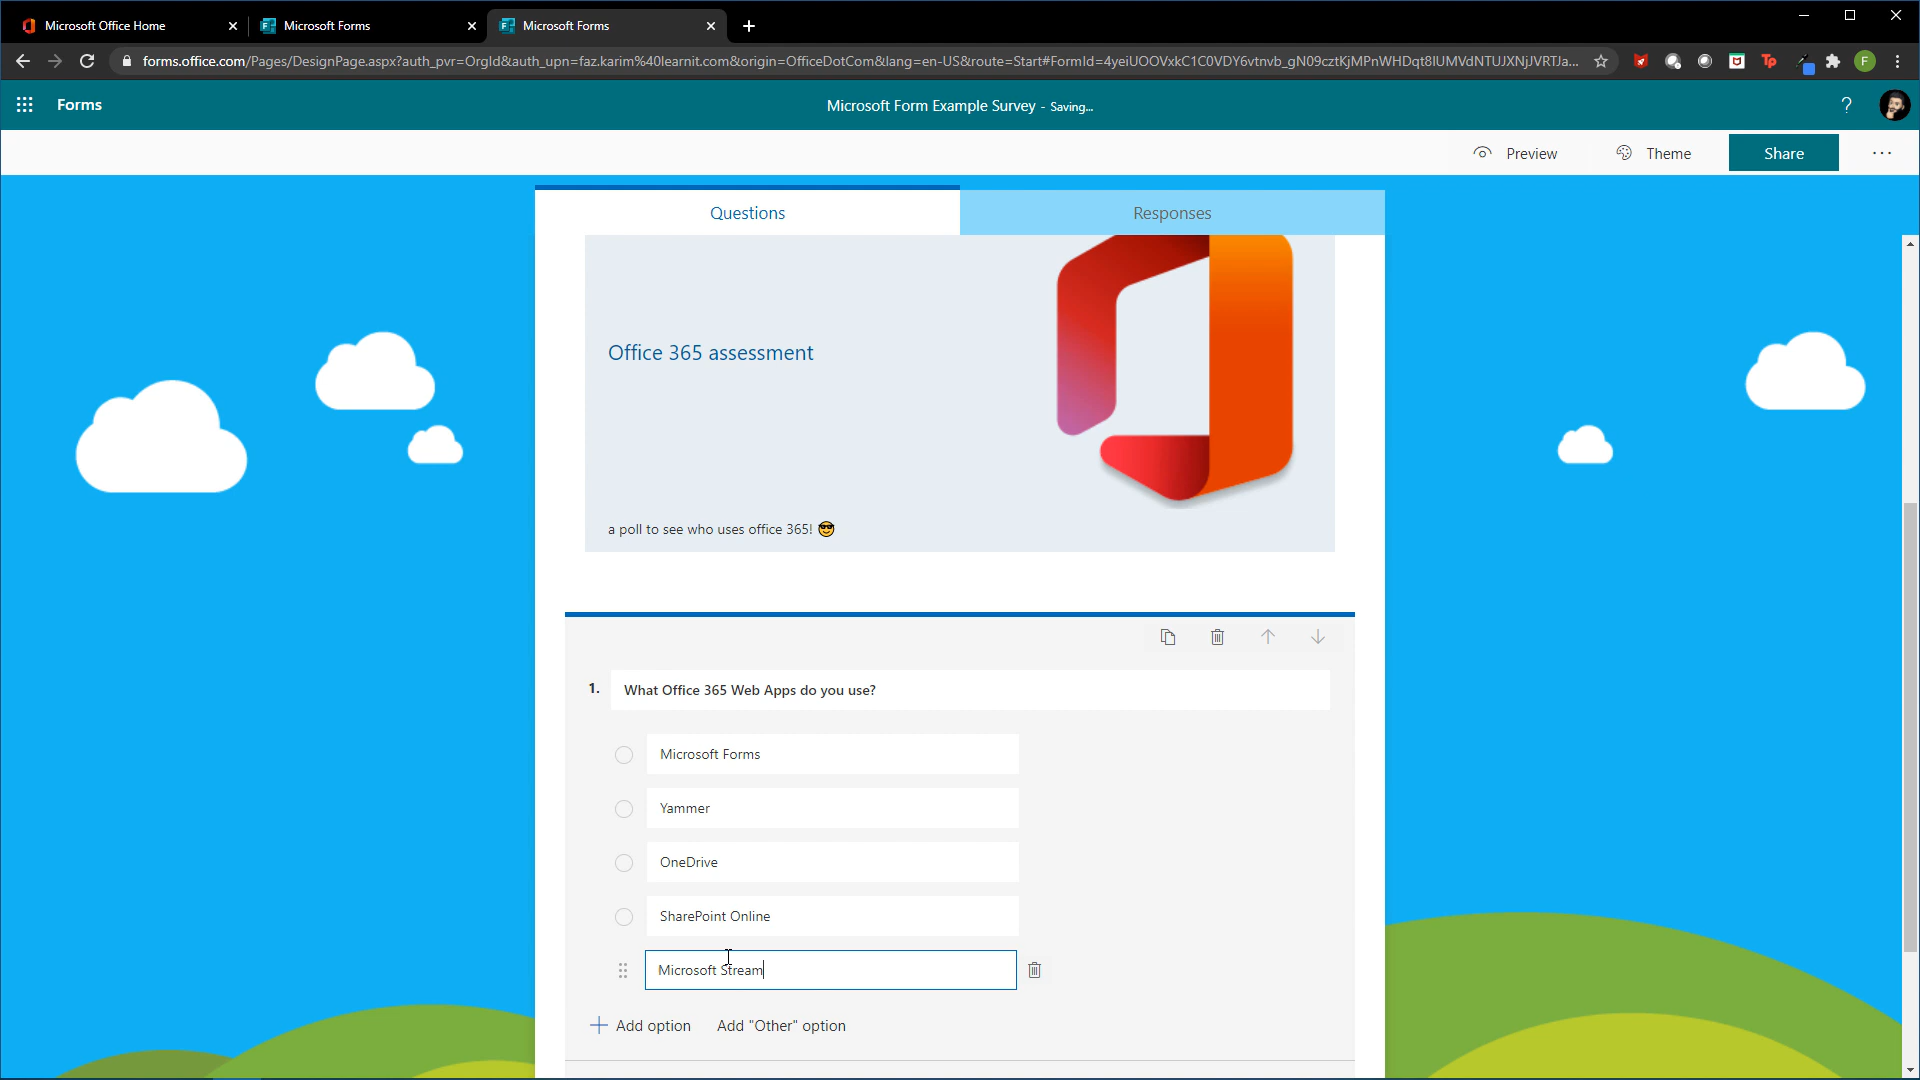 Microsoft Office Home
Microsoft Forms
Microsoft Forms
forms.office.com/Pages/DesignPage.aspx?auth_pvr=OrgId&auth_upn=faz.karim%40learnit.com&origin=OfficeDotCom&lang=en-US&route=Start#FormId=4yeiUOOVxkC1C0VDY6vtnvb_gN09cztKjMPnWHDqt8lUMVdNTUJXNjJVRTJa...
Tp
F
Forms
Microsoft Form Example Survey - Saving...
?
Preview
Theme
Share
Questions
Responses
Office 365 assessment
a poll to see who uses office 365! 😎
1. What Office 365 Web Apps do you use?
Microsoft Forms
Yammer
OneDrive
SharePoint Online
Microsoft Stream
Add option
Add "Other" option